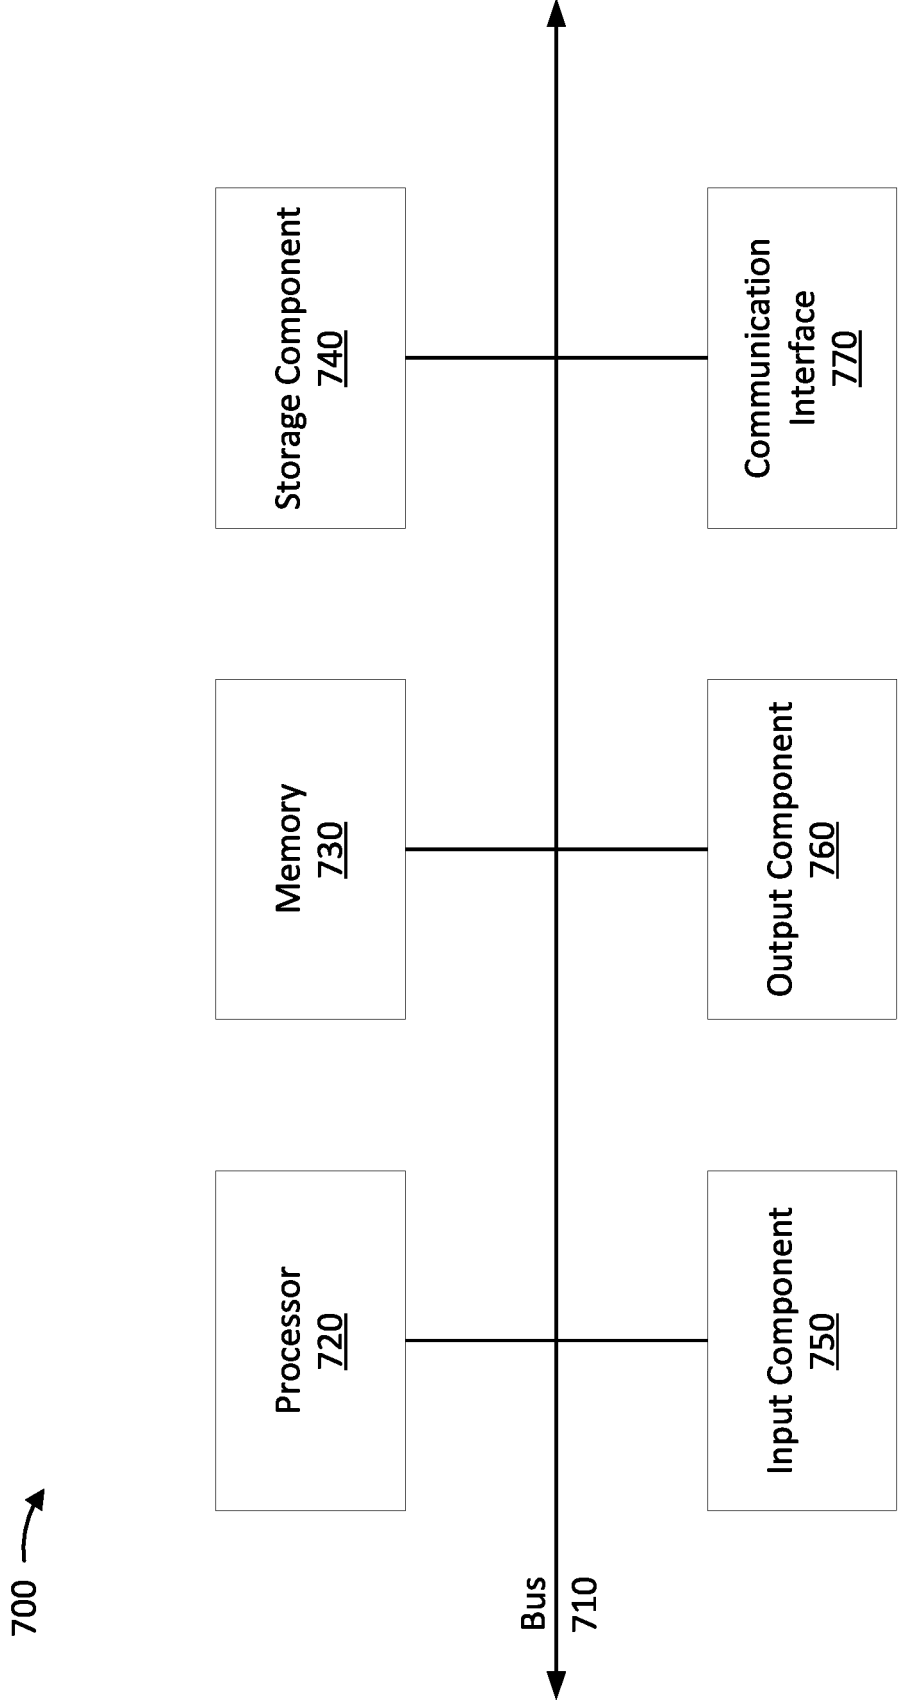 700
Processor
720
Memory
730
Storage Component
740
Bus
710
Input Component
750
Output Component
760
Communication
Interface
770